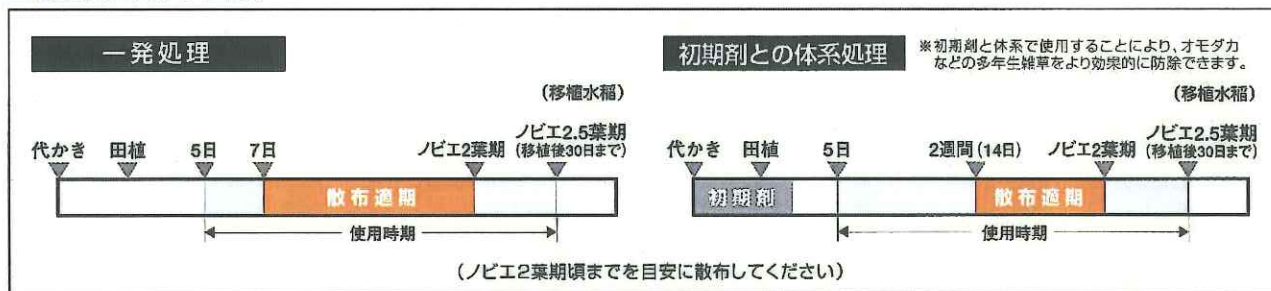 一発処理
(移植水稲)
代かき 田植 5日 7日 ノビエ2葉期 ノビエ2.5葉期
(移植後30日まで)
散布適期
使用時期
初期剤との体系処理
※初期剤と体系で使用することにより、オモダカ
などの多年生雑草をより効果的に防除できます。
(移植水稲)
代かき 田植 5日 2週間(14日) ノビエ2葉期 ノビエ2.5葉期
(移植後30日まで)
初期剤 散布適期
使用時期
(ノビエ2葉期頃までを目安に散布してください)